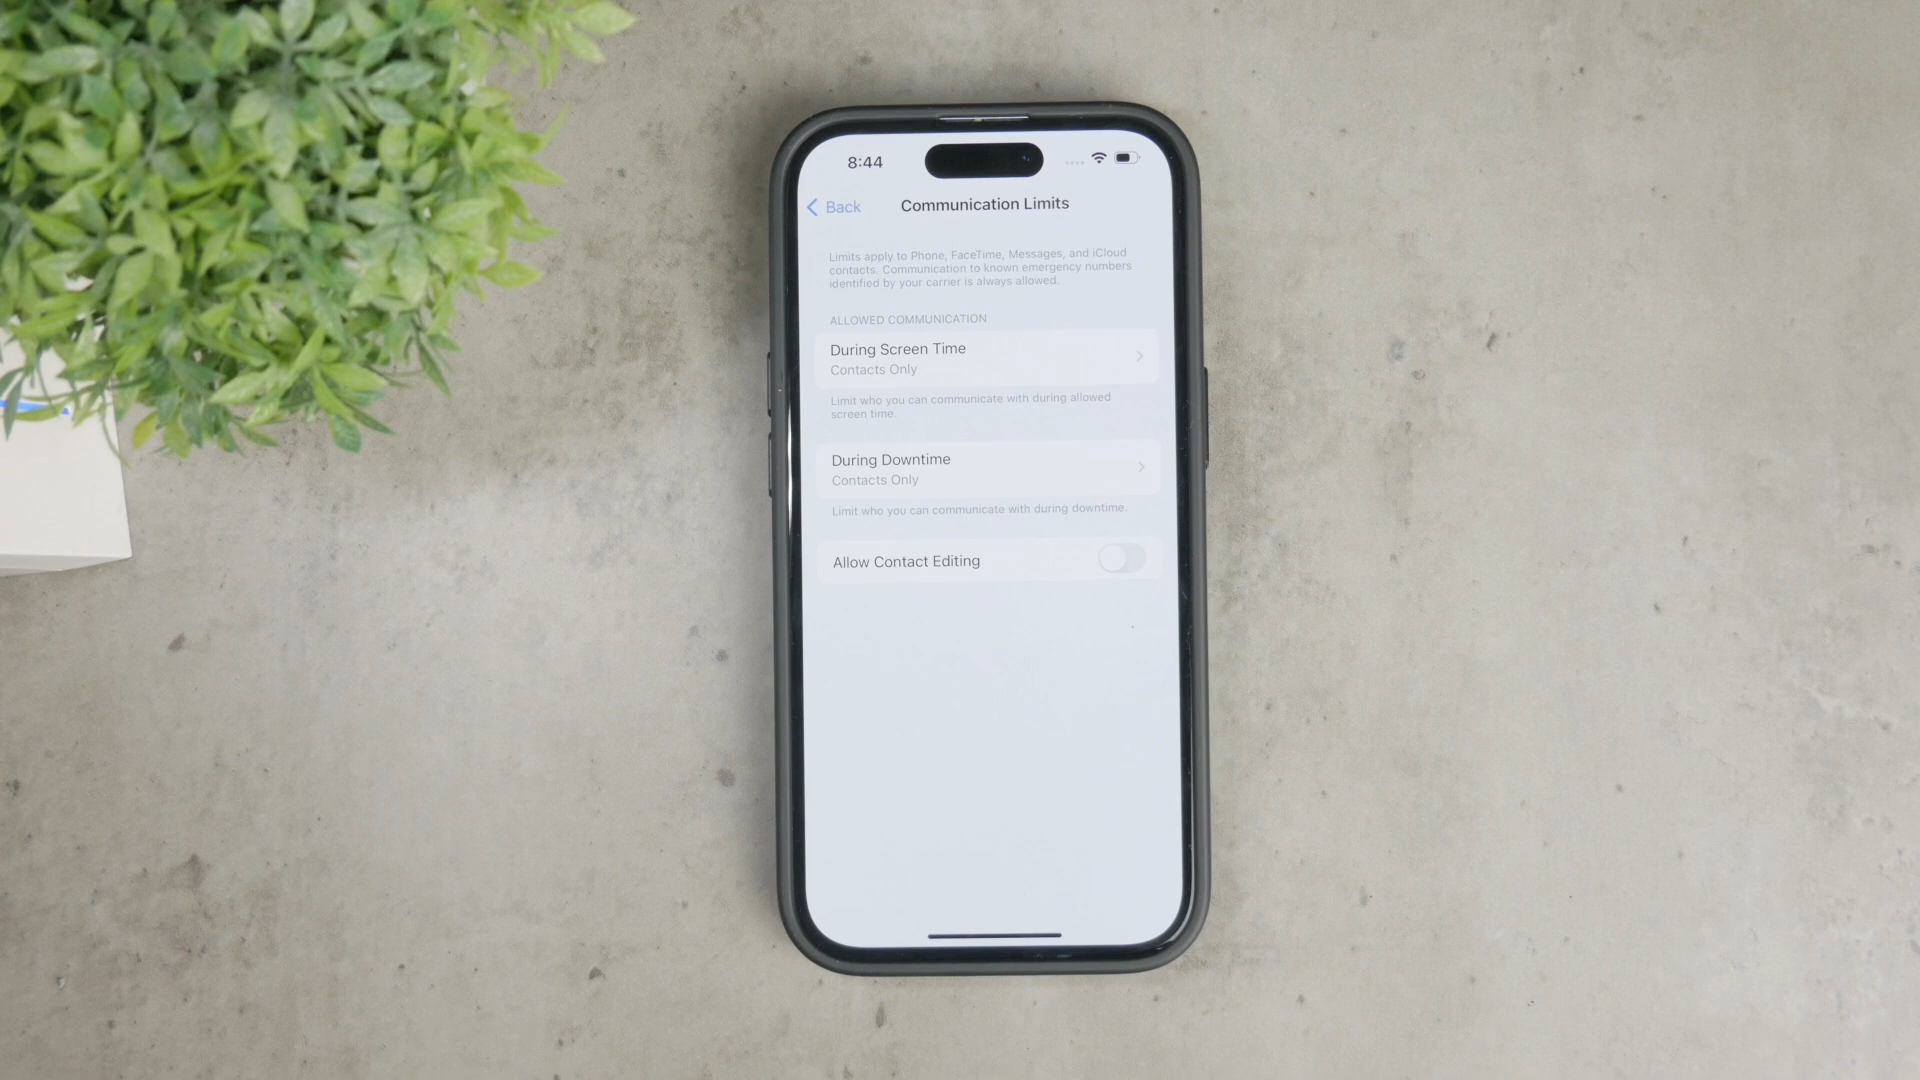 8:44
Back
Communication Limits
Limits apply to Phone, FaceTime, Messages, and iCloud
contacts. Communication to known emergency numbers
identified by your carrier is always allowed.
ALLOWED COMMUNICATION
During Screen Time
Contacts Only
Limit who you can communicate with during allowed
screen time.
During Downtime
Contacts Only
Limit who you can communicate with during downtime.
Allow Contact Editing